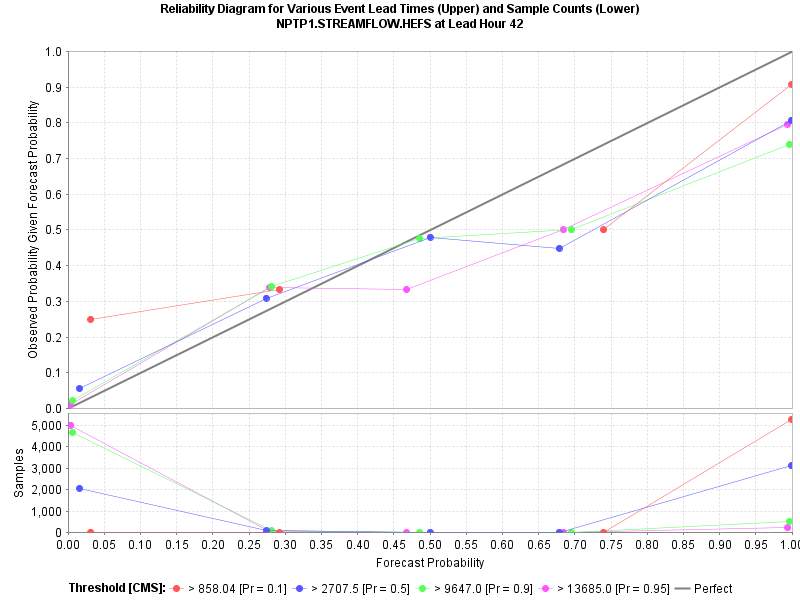 Reliability Diagram for Various Event Lead Times (Upper) and Sample Counts (Lower)
NPTP1.STREAMFLOW.HEFS at Lead Hour 42
Observed Probability Given Forecast Probability
1.0
0.9
0.8
0.7
0.6
0.5
0.4
0.3
0.2
0.1
0.0
Samples
5,000
4,000
3,000
2,000
1,000
0
0.00 0.05 0.10 0.15 0.20 0.25 0.30 0.35 0.40 0.45 0.50 0.55 0.60 0.65 0.70 0.75 0.80 0.85 0.90 0.95 1.0
Forecast Probability
Threshold [CMS]: > 858.04 [Pr = 0.1] > 2707.5 [Pr = 0.5] > 9647.0 [Pr = 0.9] > 13685.0 [Pr = 0.95] Perfect